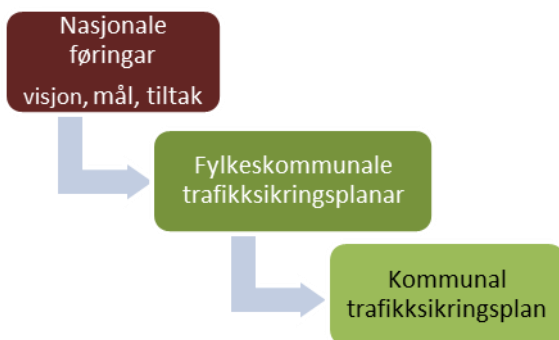 Nasjonale
føringar
visjon, mål, tiltak
Fylkeskommunale
trafikksikringsplanar
Kommunal
trafikksikringsplan